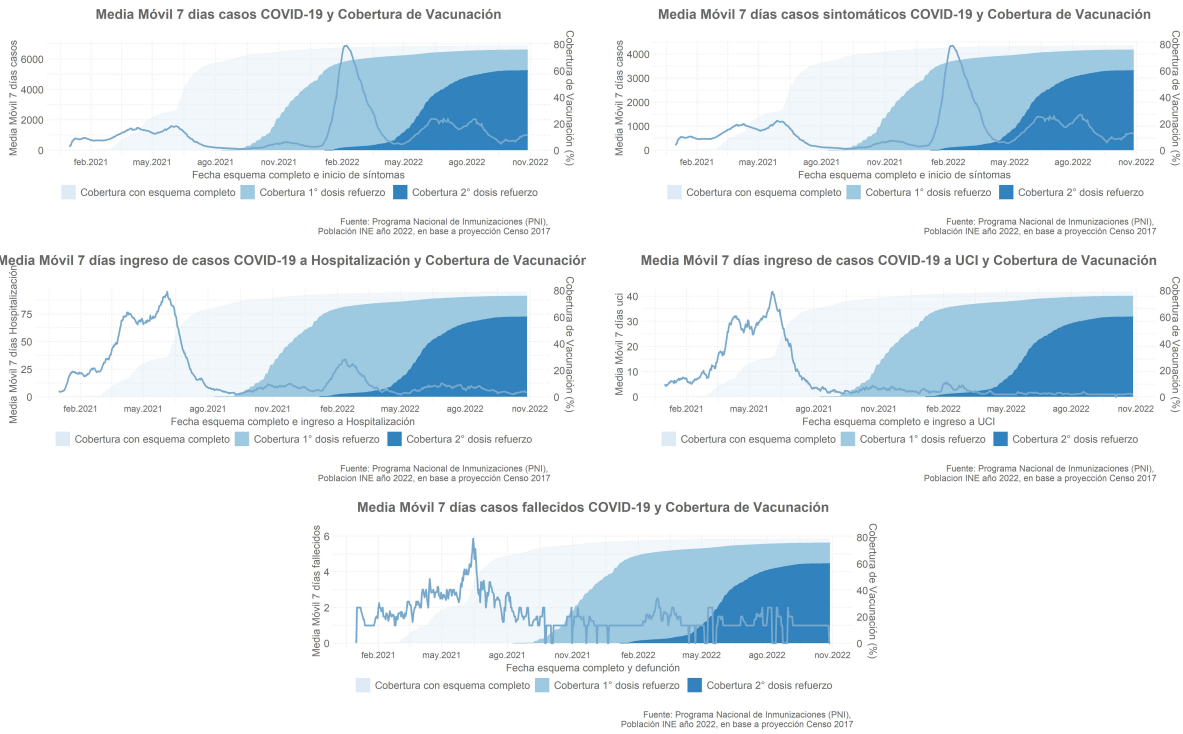 Media Móvil 7 dias casos COVID-19 y Cobertura de Vacunación
Media Móvil 7 días casos
Cobertura de Vacunación (%)
6000
4000
2000
0
80
60
40
20
0
feb.2021 may.2021 ago.2021 nov.2021 feb.2022 may.2022 ago.2022 nov.2022
Fecha esquema completo e inicio de síntomas
Cobertura con esquema completo Cobertura 1° dosis refuerzo Cobertura 2° dosis refuerzo
Fuente: Programa Nacional de Inmunizaciones (PNI),
Población INE año 2022, en base a proyección Censo 2017
Media Móvil 7 días casos sintomáticos COVID-19 y Cobertura de Vacunación
Media Móvil 7 días casos
Cobertura de Vacunación (%)
4000
3000
2000
1000
0
80
60
40
20
0
feb.2021 may.2021 ago.2021 nov.2021 feb.2022 may.2022 ago.2022 nov.2022
Fecha esquema completo e inicio de síntomas
Cobertura con esquema completo Cobertura 1° dosis refuerzo Cobertura 2° dosis refuerzo
Fuente: Programa Nacional de Inmunizaciones (PNI),
Población INE año 2022, en base a proyección Censo 2017
Media Móvil 7 días ingreso de casos COVID-19 a Hospitalización y Cobertura de Vacunación
Media Móvil 7 días Hospitalización
Cobertura de Vacunación (%)
75
50
25
0
80
60
40
20
0
feb.2021 may.2021 ago.2021 nov.2021 feb.2022 may.2022 ago.2022 nov.2022
Fecha esquema completo e ingreso a Hospitalización
Cobertura con esquema completo Cobertura 1° dosis refuerzo Cobertura 2° dosis refuerzo
Fuente: Programa Nacional de Inmunizaciones (PNI),
Poblacion INE año 2022, en base a proyección Censo 2017
Media Móvil 7 días ingreso de casos COVID-19 a UCI y Cobertura de Vacunación
Media Móvil 7 días uci
Cobertura de Vacunación (%)
40
30
20
10
0
80
60
40
20
0
feb.2021 may.2021 ago.2021 nov.2021 feb.2022 may.2022 ago.2022 nov.2022
Fecha esquema completo e ingreso a UCI
Cobertura con esquema completo Cobertura 1° dosis refuerzo Cobertura 2° dosis refuerzo
Fuente: Programa Nacional de Inmunizaciones (PNI),
Poblacion INE año 2022, en base a proyección Censo 2017
Media Móvil 7 días casos fallecidos COVID-19 y Cobertura de Vacunación
Media Móvil 7 días fallecidos
Cobertura de Vacunación (%)
6
4
2
0
80
60
40
20
0
feb.2021 may.2021 ago.2021 nov.2021 feb.2022 may.2022 ago.2022 nov.2022
Fecha esquema completo y defunción
Cobertura con esquema completo Cobertura 1° dosis refuerzo Cobertura 2° dosis refuerzo
Fuente: Programa Nacional de Inmunizaciones (PNI),
Población INE año 2022, en base a proyección Censo 2017